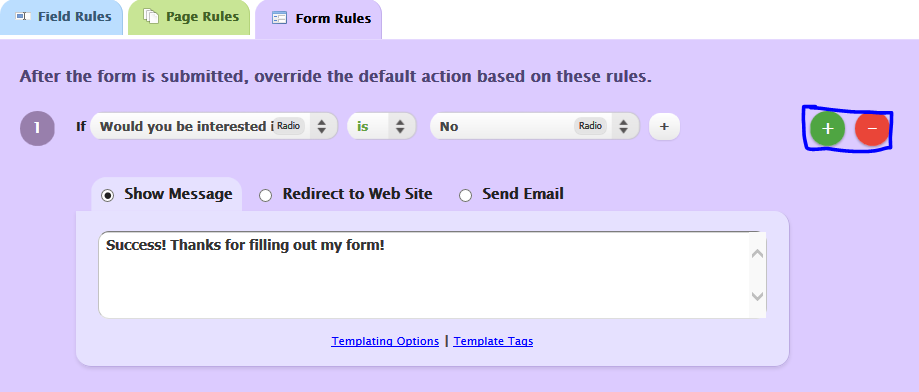 Field Rules Page Rules Form Rules
After the form is submitted, override the default action based on these rules.
1 If Would you be interested i Radio is No Radio + + −
Show Message Redirect to Web Site Send Email
Success! Thanks for filling out my form!
Templating Options | Template Tags